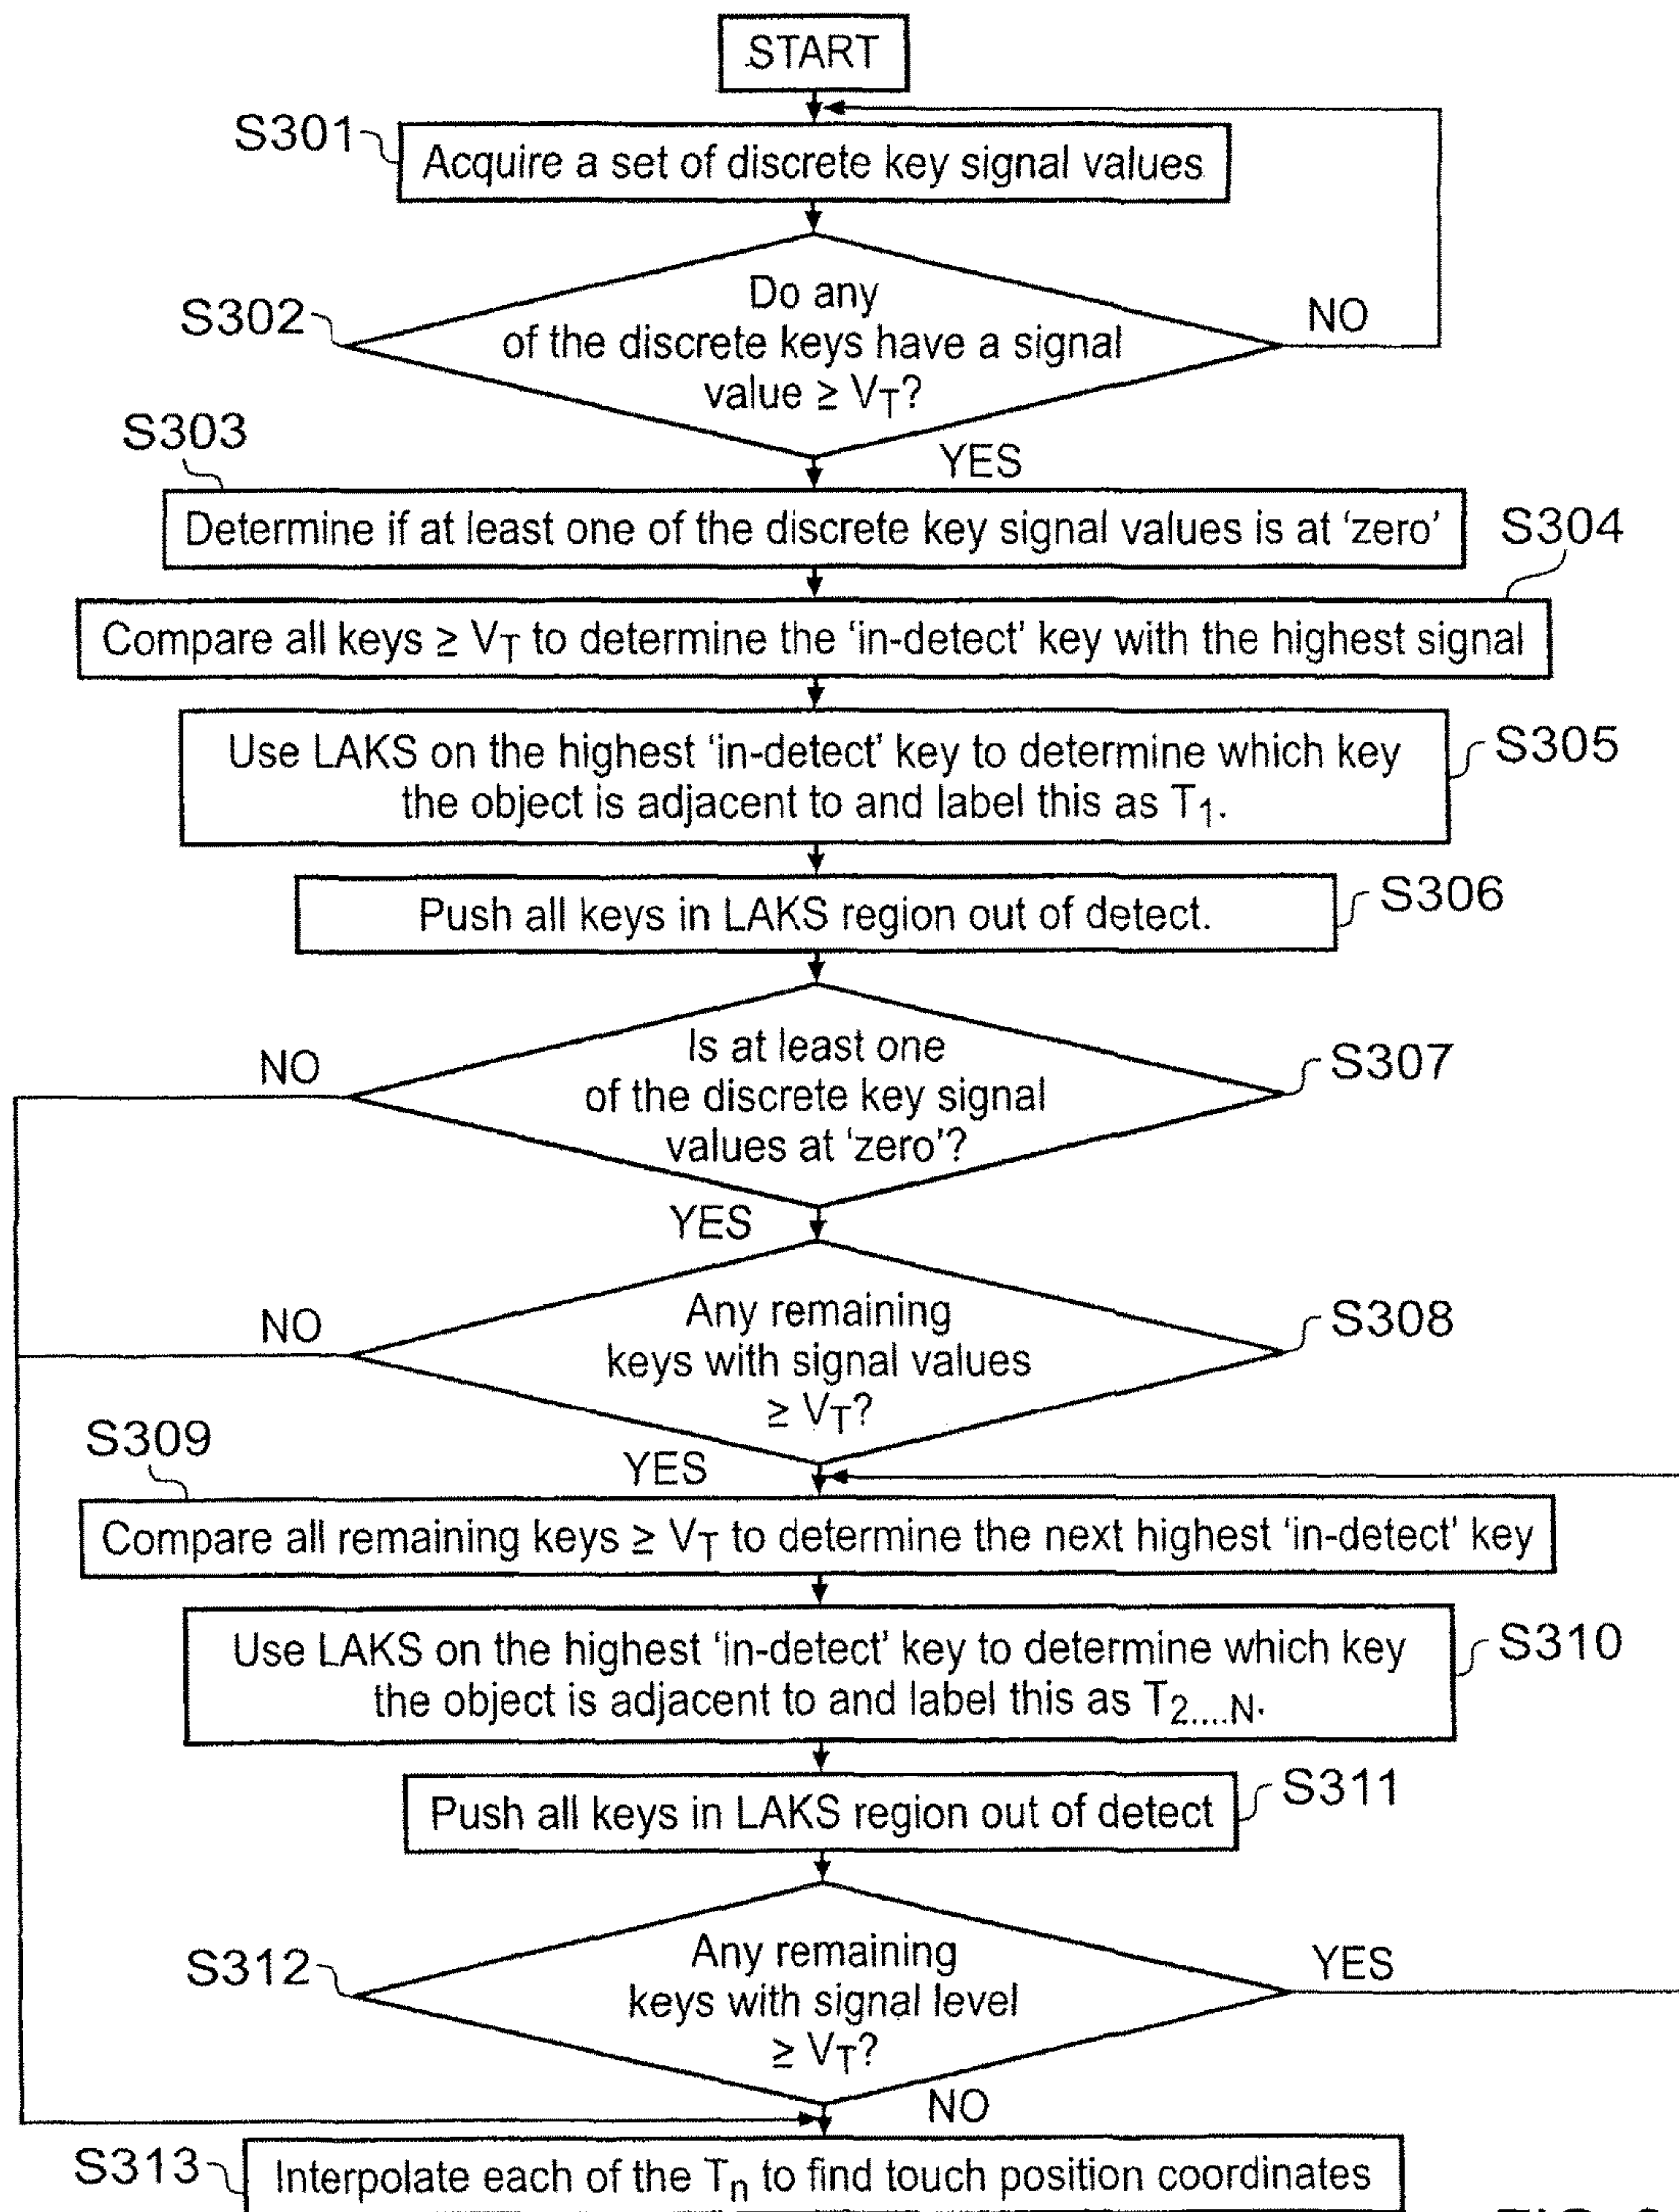 START
S301
Acquire a set of discrete key signal values
S302
Do any
of the discrete keys have a signal
value ≥ VT?
NO
YES
S303
Determine if at least one of the discrete key signal values is at ‘zero’
S304
Compare all keys ≥ VT to determine the ‘in-detect’ key with the highest signal
Use LAKS on the highest ‘in-detect’ key to determine which key
the object is adjacent to and label this as T1.
S305
Push all keys in LAKS region out of detect.
S306
NO
Is at least one
of the discrete key signal
values at ‘zero’?
S307
YES
NO
Any remaining
keys with signal values
≥ VT?
S308
S309
YES
Compare all remaining keys ≥ VT to determine the next highest ‘in-detect’ key
Use LAKS on the highest ‘in-detect’ key to determine which key
the object is adjacent to and label this as T2....N.
S310
Push all keys in LAKS region out of detect
S311
S312
Any remaining
keys with signal level
≥ VT?
YES
NO
S313
Interpolate each of the Tn to find touch position coordinates